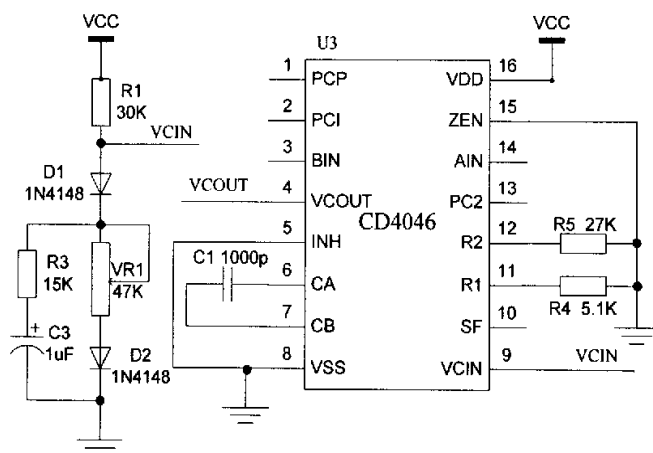 VCC
R1
30K
VCIN
D1
1N4148
R3
15K
VR1
47K
+
C3
1uF
D2
1N4148
U3
VCC
1 PCP
2 PCI
3 BIN
VCOUT 4 VCOUT
5 INH
C1 1000p
6 CA
7 CB
8 VSS
CD4046
VDD 16
ZEN 15
AIN 14
PC2 13
R2 12
R5 27K
R1 11
R4 5.1K
SF 10
VCIN 9 VCIN